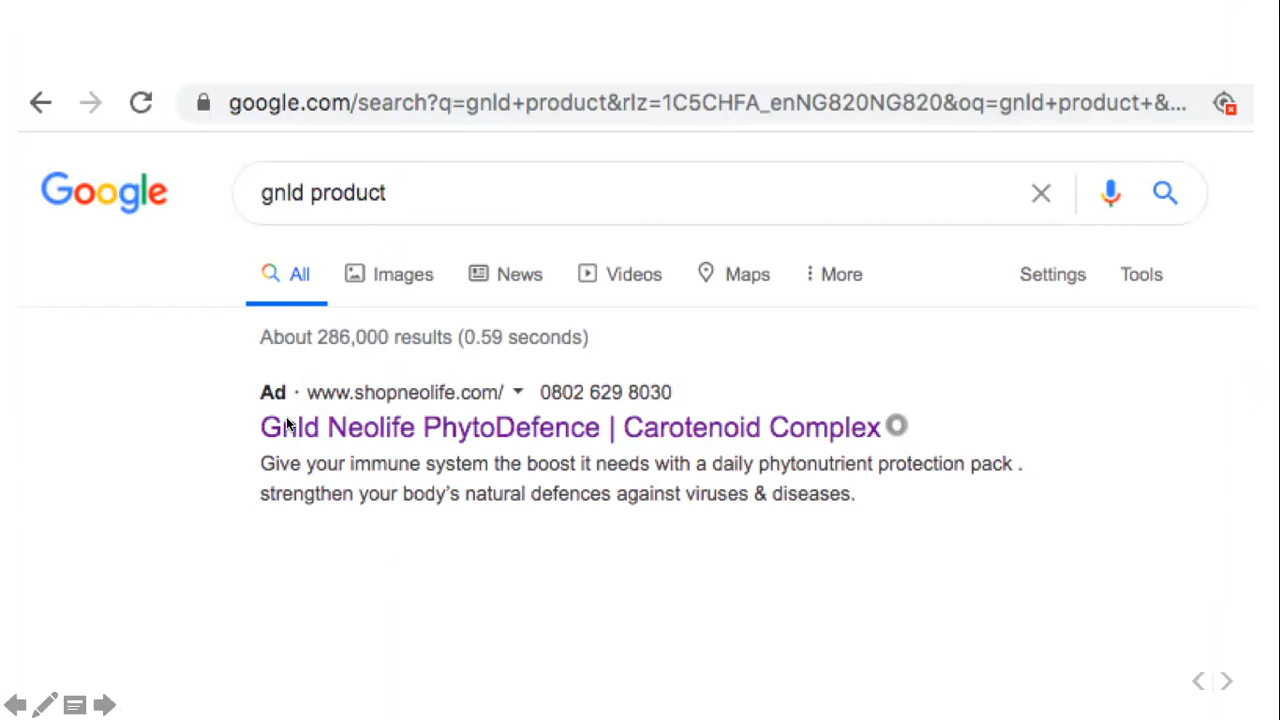 google.com/search?q=gnld+product&rlz=1C5CHFA_enNG820NG820&oq=gnld+product+&...
Google
gnld product
All Images News Videos Maps More Settings Tools
About 286,000 results (0.59 seconds)
Ad · www.shopneolife.com/ 0802 629 8030
Gnld Neolife PhytoDefence | Carotenoid Complex
Give your immune system the boost it needs with a daily phytonutrient protection pack .
strengthen your body’s natural defences against viruses & diseases.